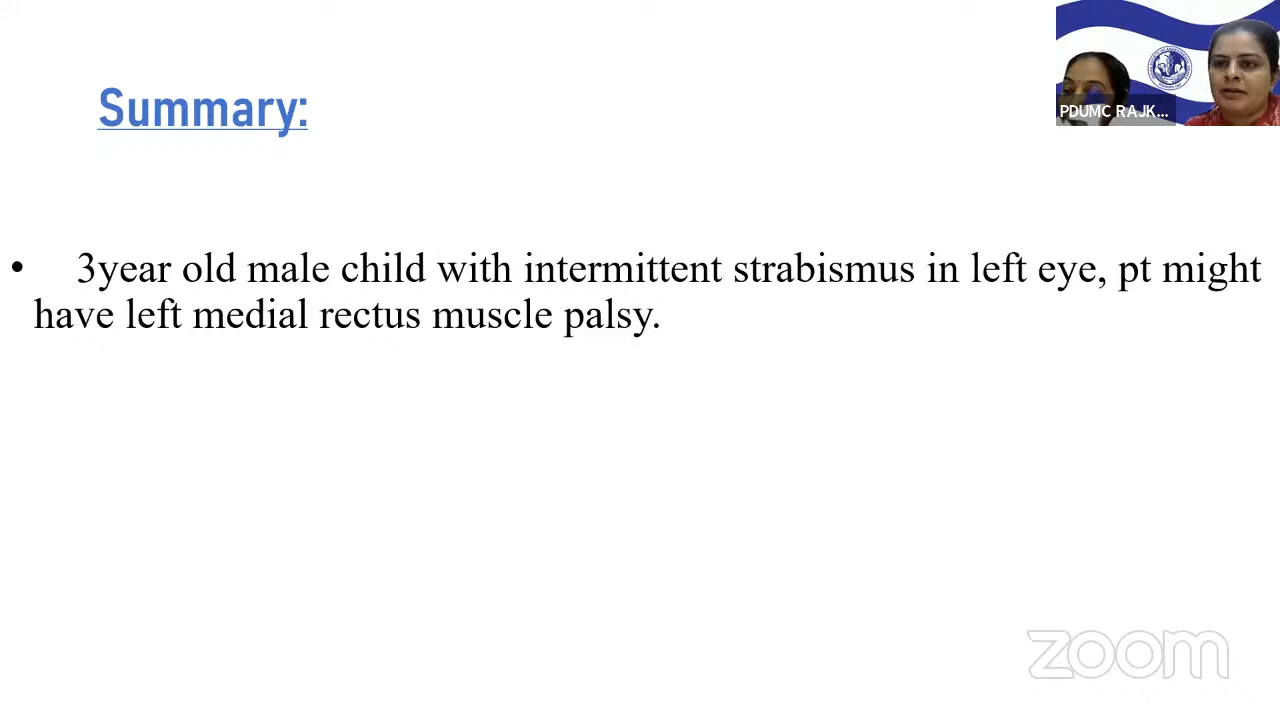 Summary:
• 3year old male child with intermittent strabismus in left eye, pt might
have left medial rectus muscle palsy.
PDUMC RAJK...
zoom